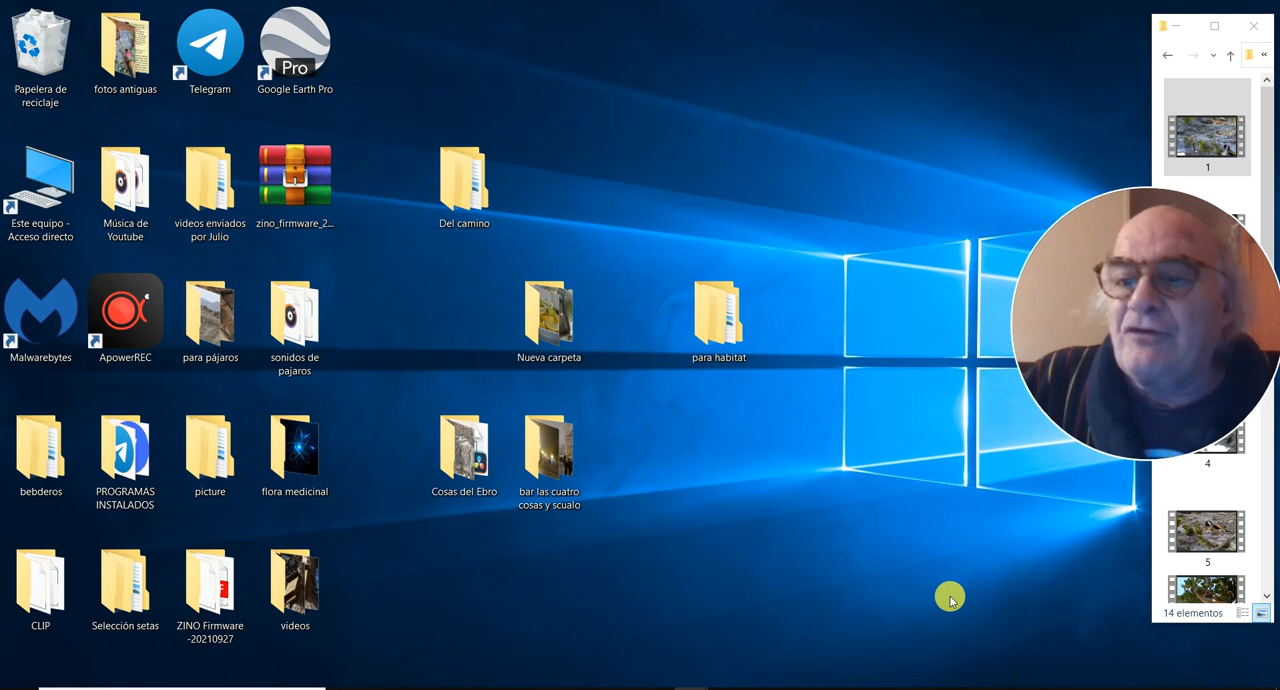 Papelera de
reciclaje
fotos antiguas
Telegram
Pro
Google Earth Pro
Este equipo -
Acceso directo
Música de
Youtube
videos enviados
por Julio
zino_firmware_2...
Del camino
Malwarebytes
ApowerREC
para pájaros
sonidos de
pajaros
Nueva carpeta
para habitat
bebderos
PROGRAMAS
INSTALADOS
picture
flora medicinal
Cosas del Ebro
bar las cuatro
cosas y scualo
CLIP
Selección setas
ZINO Firmware
-20210927
videos
«
1
4
5
14 elementos